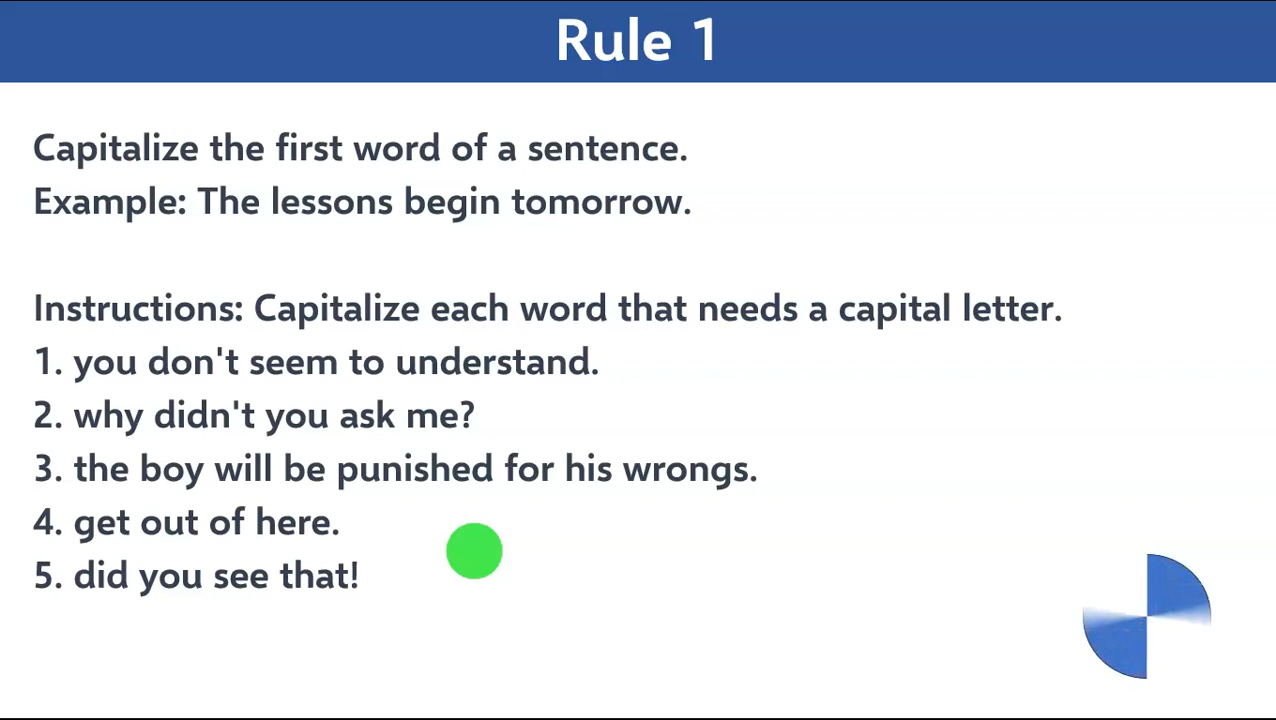 Rule 1
Capitalize the first word of a sentence.
Example: The lessons begin tomorrow.
Instructions: Capitalize each word that needs a capital letter.
1. you don't seem to understand.
2. why didn't you ask me?
3. the boy will be punished for his wrongs.
4. get out of here.
5. did you see that!